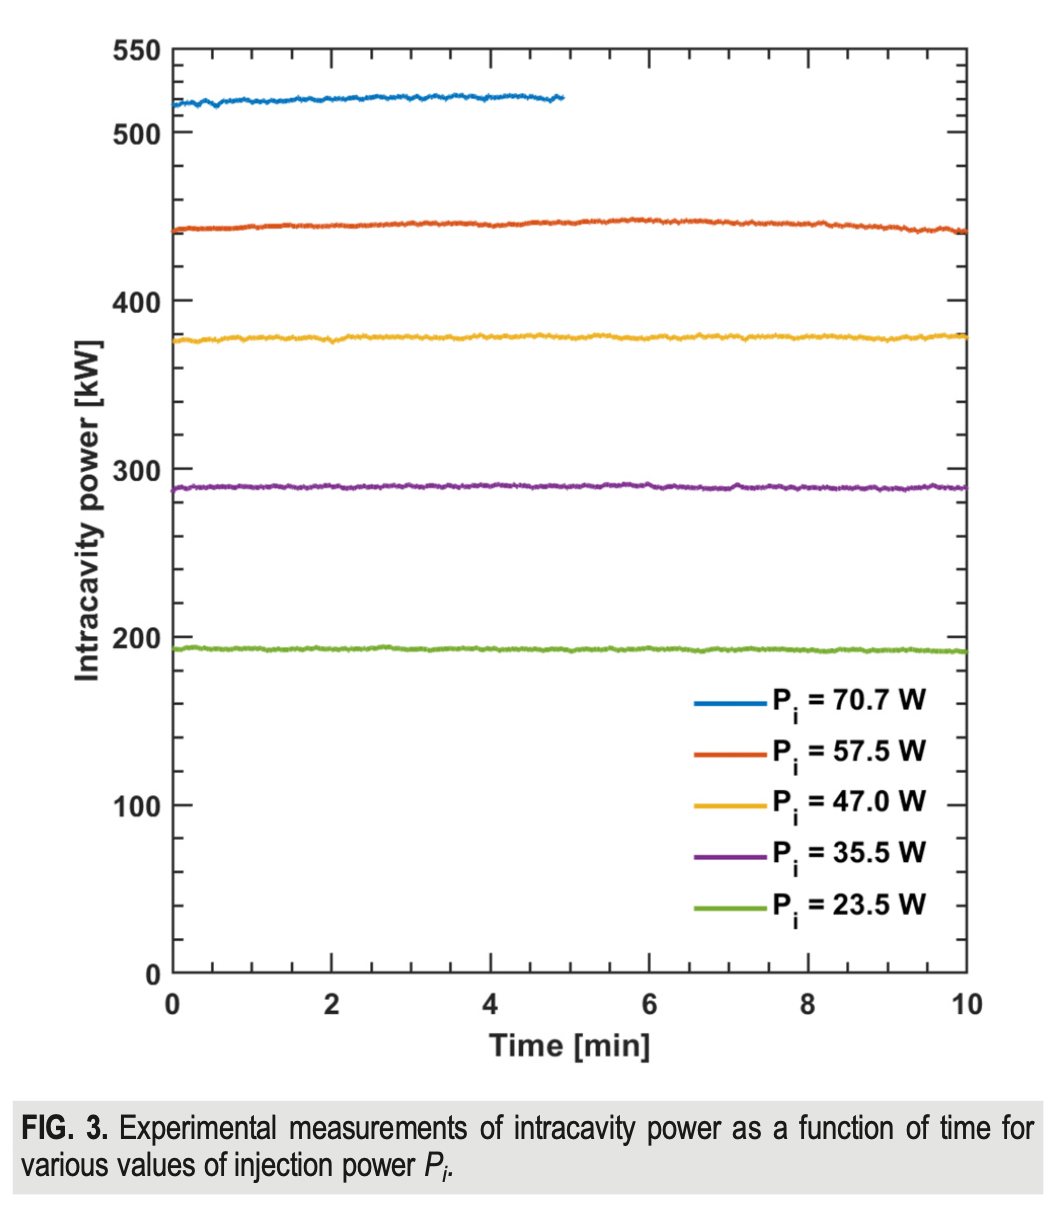 550
500
400
300
200
100
0
Intracavity power [kW]
P_i = 70.7 W
P_i = 57.5 W
P_i = 47.0 W
P_i = 35.5 W
P_i = 23.5 W
0 2 4 6 8 10
Time [min]
FIG. 3. Experimental measurements of intracavity power as a function of time for
various values of injection power P_i.